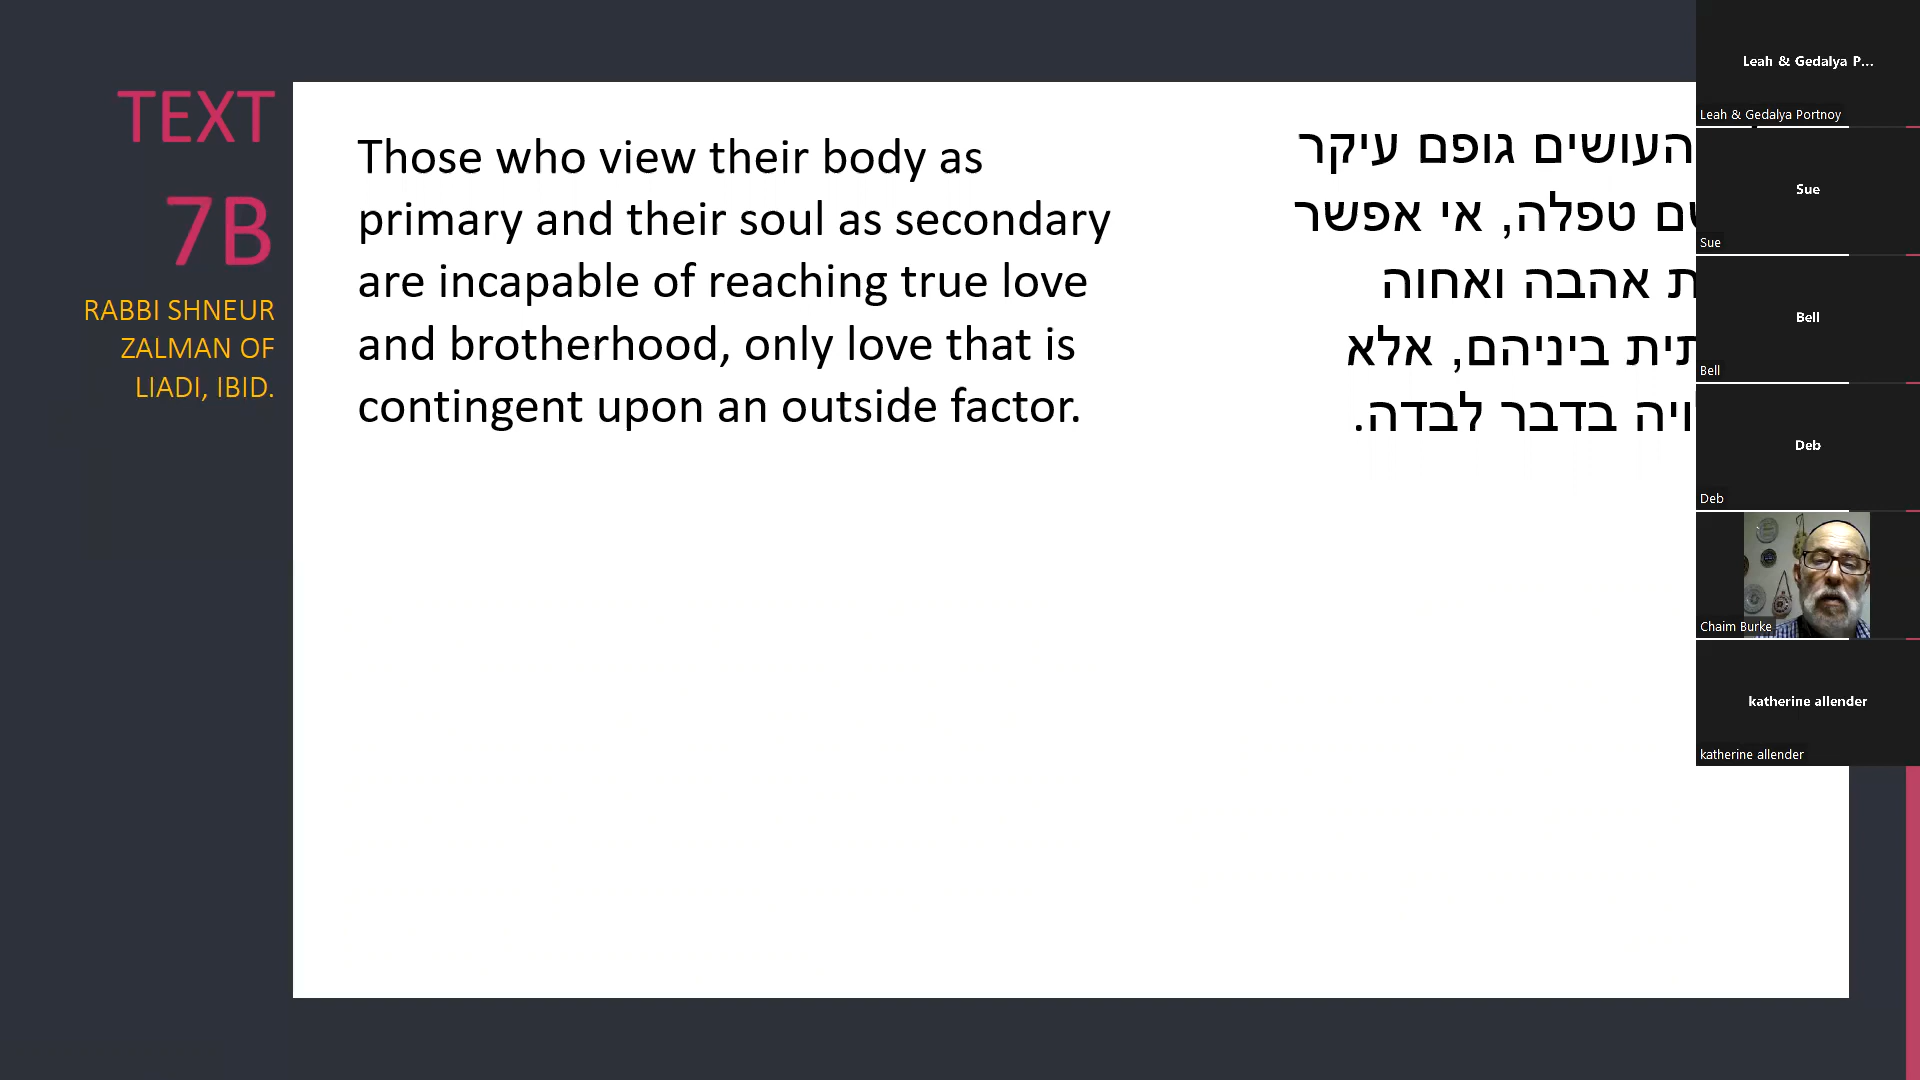 TEXT
7B
RABBI SHNEUR
ZALMAN OF
LIADI, IBID.
Those who view their body as
primary and their soul as secondary
are incapable of reaching true love
and brotherhood, only love that is
contingent upon an outside factor.
העושים גופם עיקר
טפלה, אי אפשר
אהבה ואחוה
ביניהם, אלא
בדבר לבדה.
Leah & Gedalya P...
Leah & Gedalya Portnoy
Sue
Sue
Bell
Bell
Deb
Deb
Chaim Burke
katherine allender
katherine allender